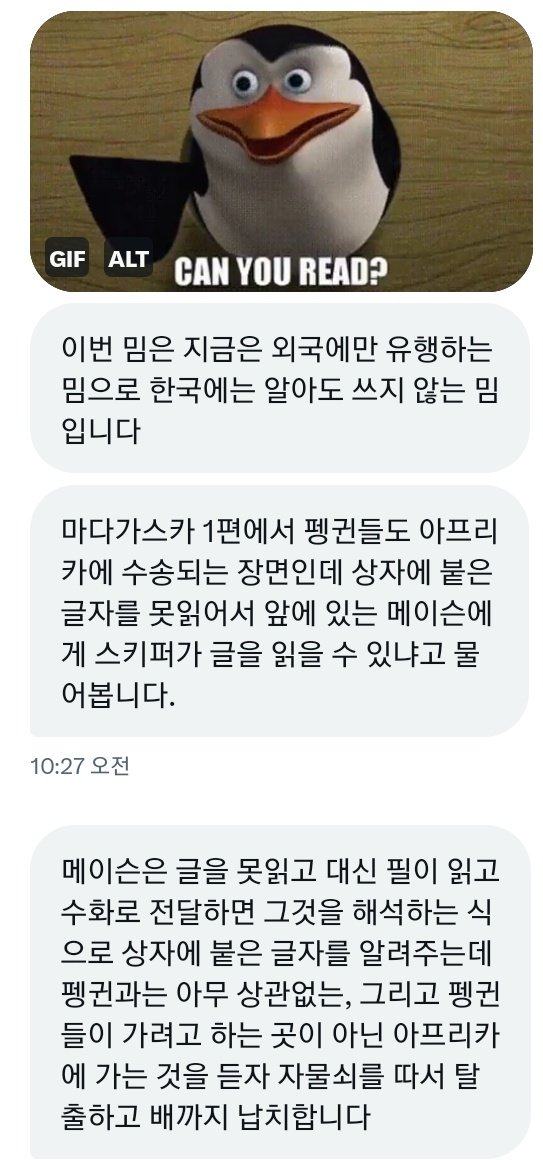 GIF ALT CAN YOU READ?
이번 밈은 지금은 외국에만 유행하는
밈으로 한국에는 알아도 쓰지 않는 밈
입니다
마다가스카 1편에서 펭귄들도 아프리
카에 수송되는 장면인데 상자에 붙은
글자를 못읽어서 앞에 있는 메이슨에
게 스키퍼가 글을 읽을 수 있냐고 물
어봅니다.
10:27 오전
메이슨은 글을 못읽고 대신 필이 읽고
수화로 전달하면 그것을 해석하는 식
으로 상자에 붙은 글자를 알려주는데
펭귄과는 아무 상관없는, 그리고 펭귄
들이 가려고 하는 곳이 아닌 아프리카
에 가는 것을 듣자 자물쇠를 따서 탈
출하고 배까지 납치합니다